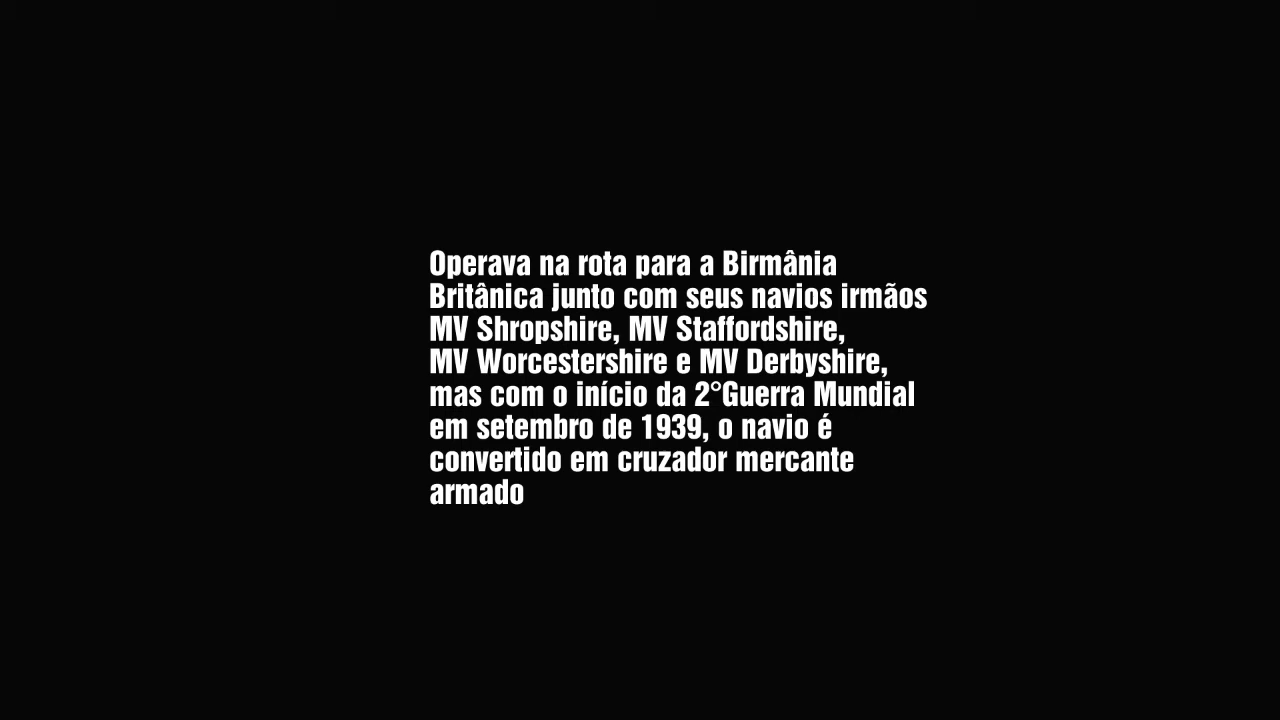 Operava na rota para a Birmânia
Britânica junto com seus navios irmãos
MV Shropshire, MV Staffordshire,
MV Worcestershire e MV Derbyshire,
mas com o início da 2°Guerra Mundial
em setembro de 1939, o navio é
convertido em cruzador mercante
armado